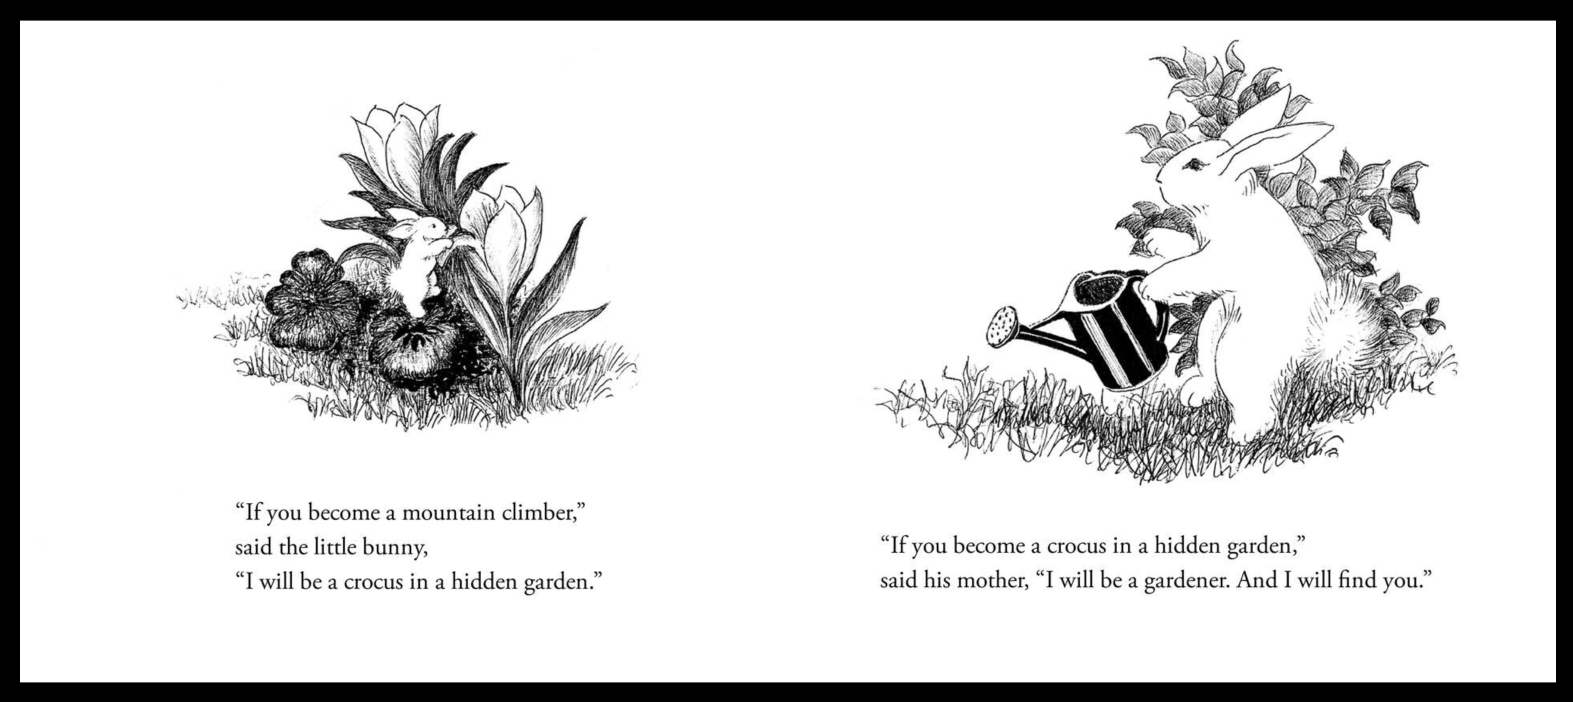 “If you become a mountain climber,”
said the little bunny,
“I will be a crocus in a hidden garden.”
“If you become a crocus in a hidden garden,”
said his mother, “I will be a gardener. And I will find you.”